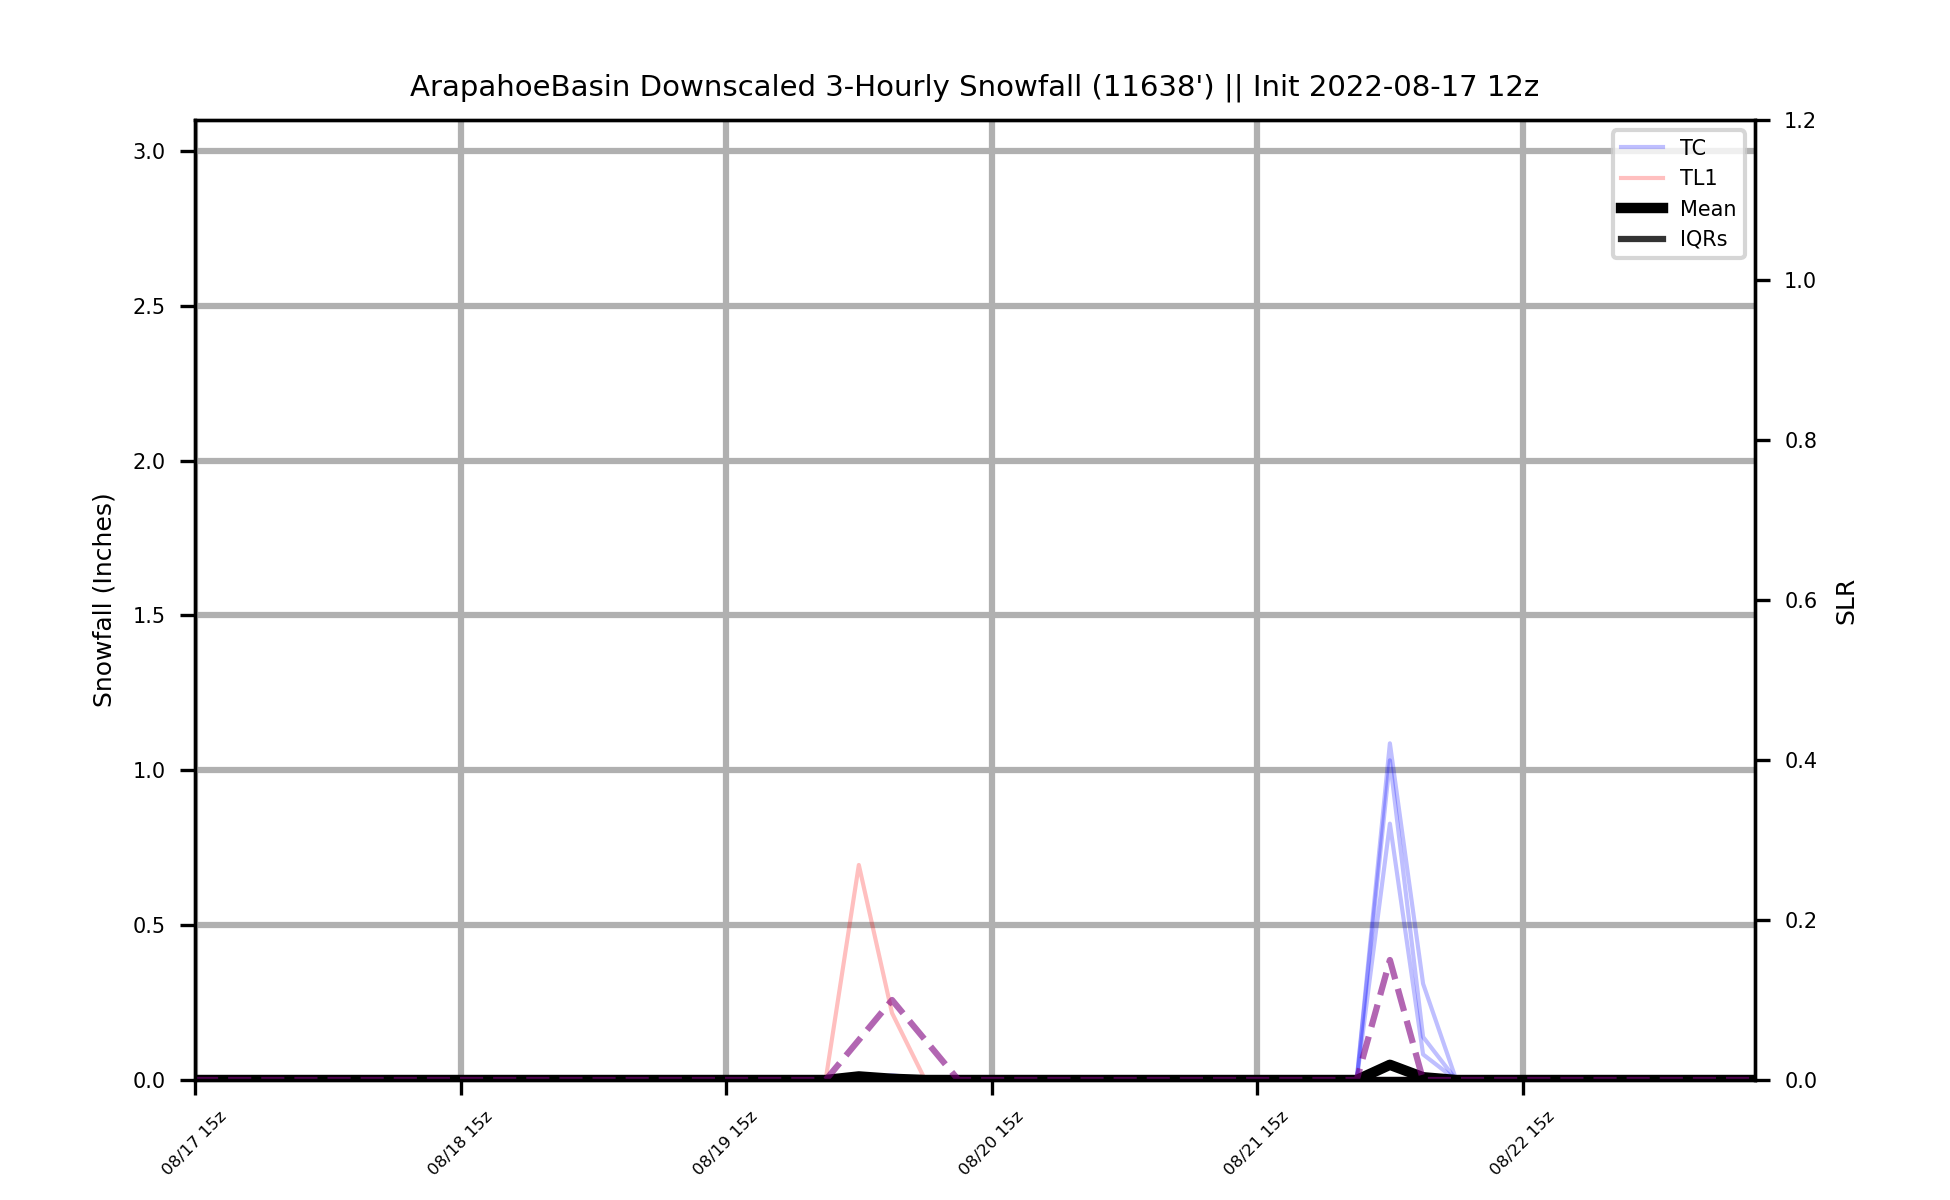 ArapahoeBasin Downscaled 3-Hourly Snowfall (11638') || Init 2022-08-17 12z
TC
TL1
Mean
IQRs
Snowfall (Inches)
3.0
2.5
2.0
1.5
1.0
0.5
0.0
1.2
1.0
0.8
0.6
0.4
0.2
0.0
SLR
08/17 15z
08/18 15z
08/19 15z
08/20 15z
08/21 15z
08/22 15z